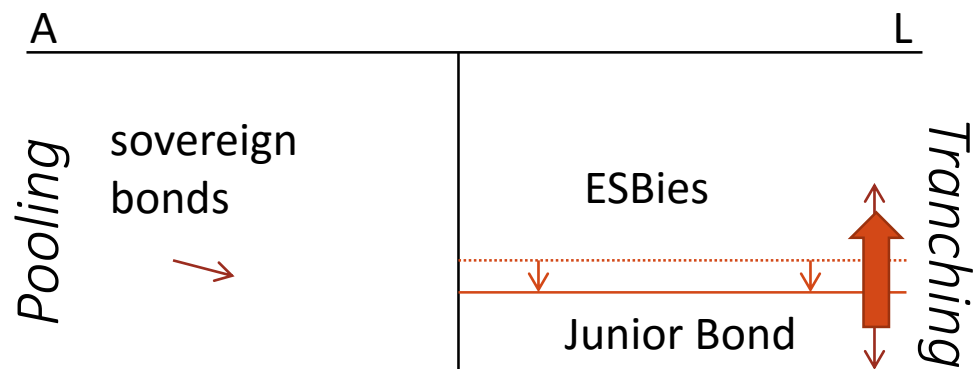 A
L
Pooling
sovereign
bonds
ESBies
Junior Bond
Tranching